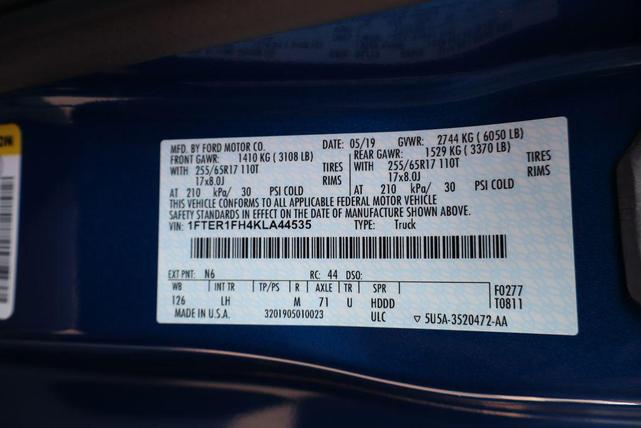 ON
MFD. BY FORD MOTOR CO. DATE: 05/19 GVWR: 2744 KG ( 6050 LB)
FRONT GAWR: 1410 KG ( 3108 LB) REAR GAWR: 1529 KG ( 3370 LB)
255/65R17 110T TIRES WITH 255/65R17 110T TIRES
WITH 17x8.0J RIMS 17x8.0J RIMS
AT 210 kPa/ 30 PSI COLD AT 210 kPa/ 30 PSI COLD
THIS VEHICLE CONFORMS TO ALL APPLICABLE FEDERAL MOTOR VEHICLE
SAFETY STANDARDS IN EFFECT ON THE DATE OF MANUFACTURE SHOWN ABOVE.
VIN: 1FTER1FH4KLA44535 TYPE: Truck
EXT PNT: N6 RC: 44 DSO:
WB INT TR TP/PS R AXLE TR SPR F0277
126 LH M 71 U HDDD T0811
MADE IN U.S.A. 3201905010023 ULC ▽ 5U5A-3520472-AA